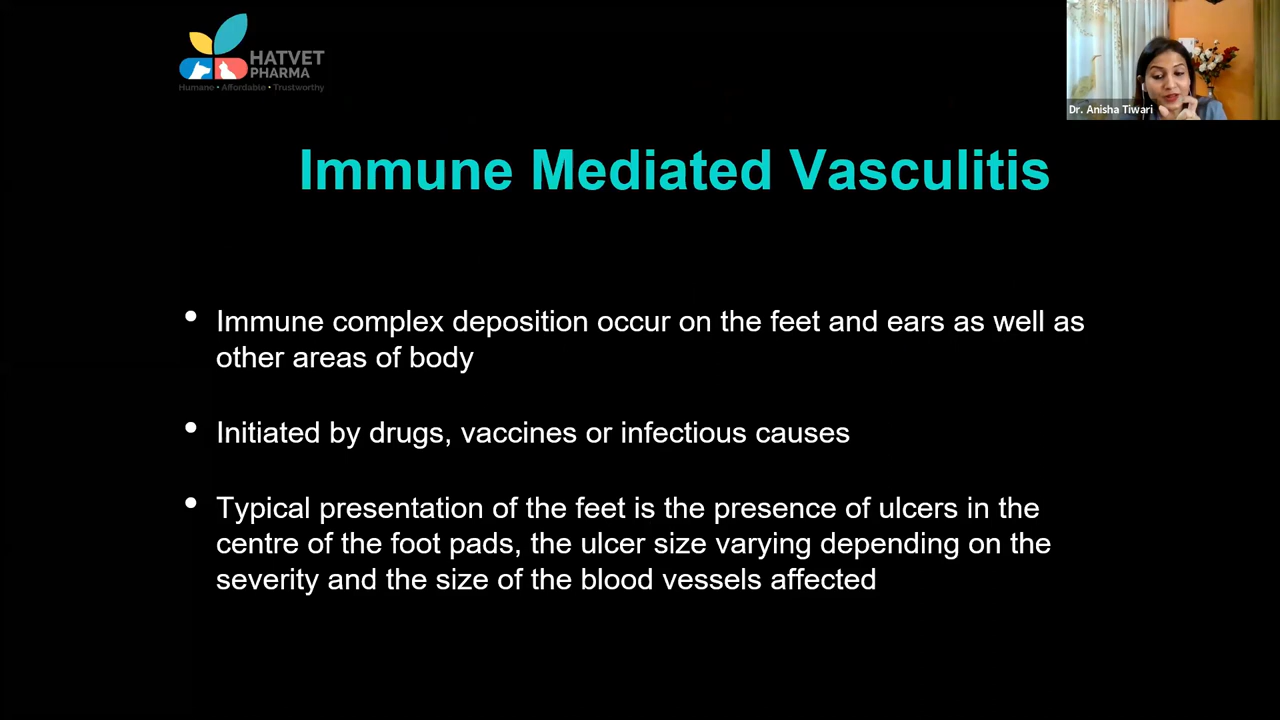 HATVET
PHARMA
Humane • Affordable • Trustworthy
Dr. Anisha Tiwari
Immune Mediated Vasculitis
• Immune complex deposition occur on the feet and ears as well as
other areas of body
• Initiated by drugs, vaccines or infectious causes
• Typical presentation of the feet is the presence of ulcers in the
centre of the foot pads, the ulcer size varying depending on the
severity and the size of the blood vessels affected